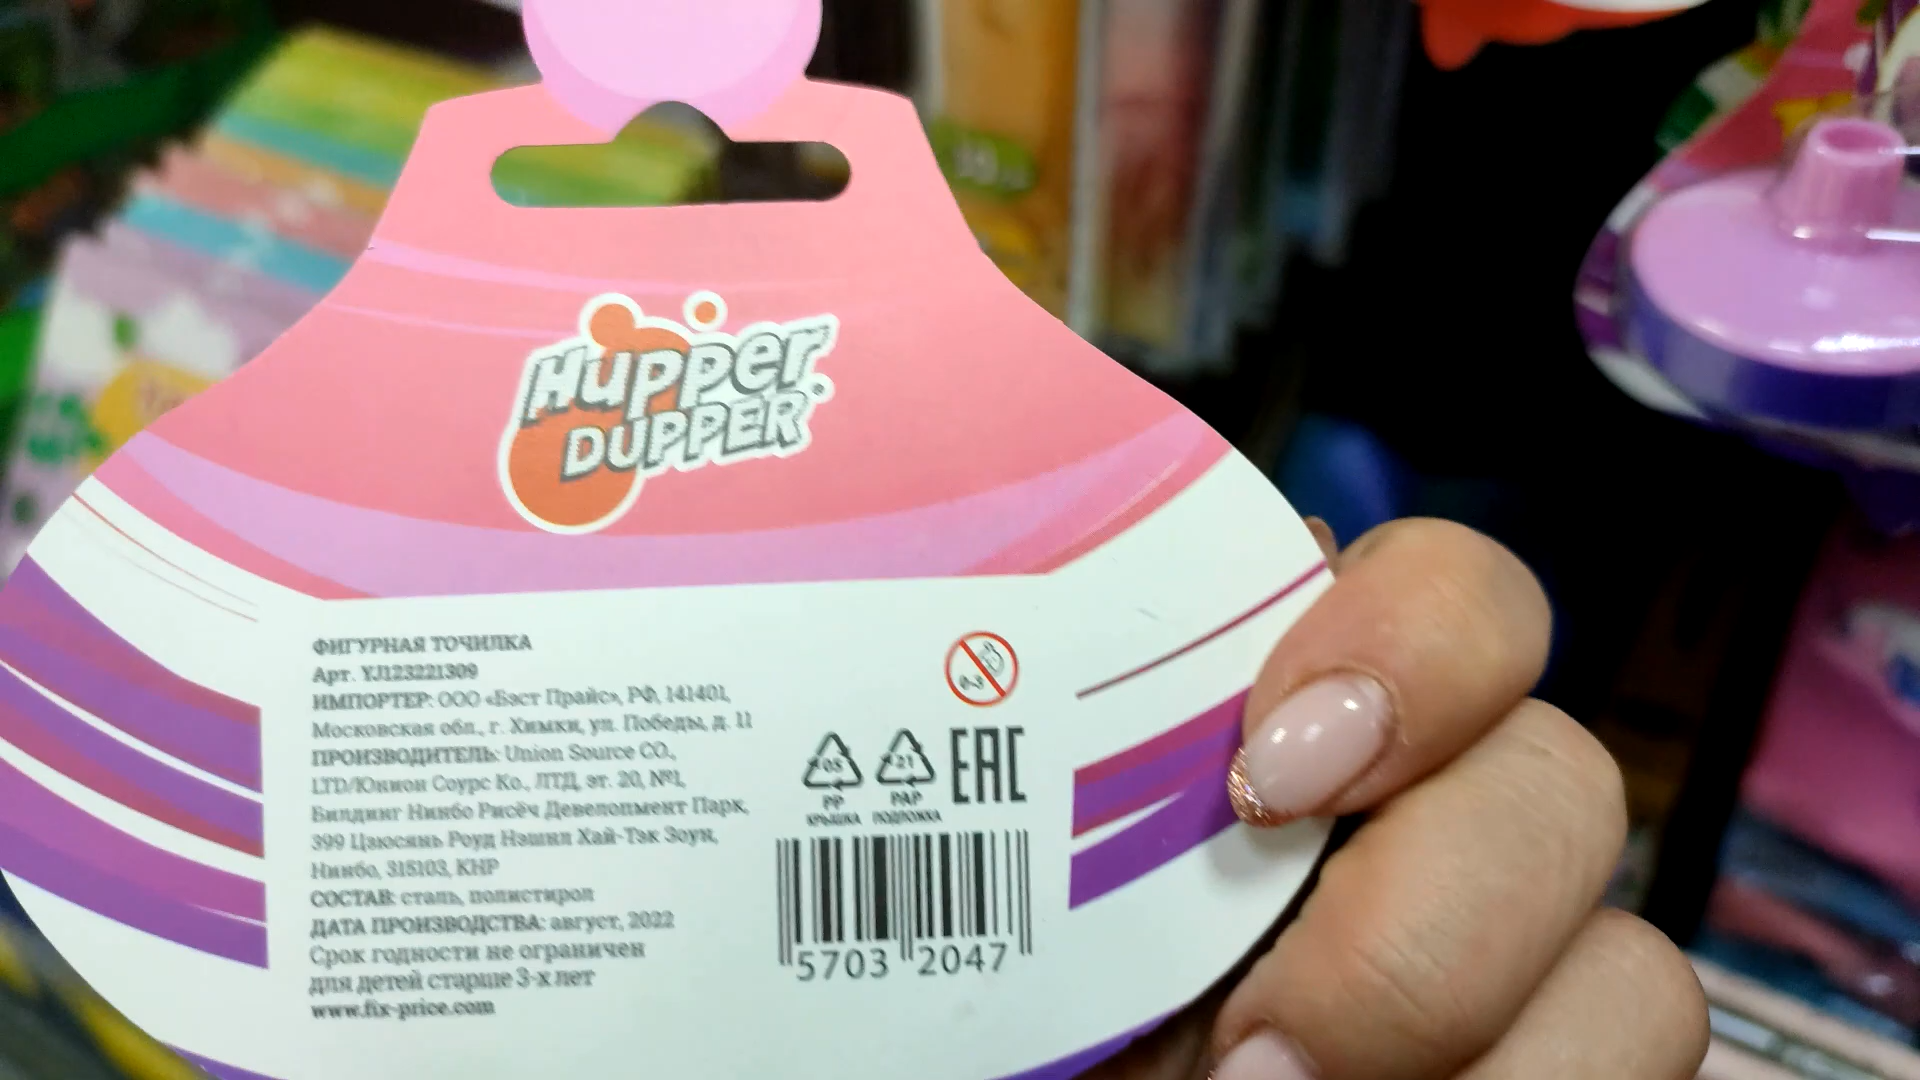 Hupper
DUPPER
ФИГУРНАЯ ТОЧИЛКА
Арт. YJ123221309
ИМПОРТЕР: ООО «Бэст Прайс», РФ, 141401,
Московская обл., г. Химки, ул. Победы, д. 11
ПРОИЗВОДИТЕЛЬ: Union Source CO.,
LTD/Юнион Соурс Ко., ЛТД, эт. 20, №1,
Билдинг Нинбо Рисёч Девелопмент Парк,
399 Цзюсянь Роуд Нэшнл Хай-Тэк Зоун,
Нинбо, 315103, КНР
СОСТАВ: сталь, полистирол
ДАТА ПРОИЗВОДСТВА: август, 2022
Срок годности не ограничен
для детей старше 3-х лет
www.fix-price.com
0-3
05
21
EAC
PP
PAP
КРЫШКА
ПОДЛОЖКА
5703 2047